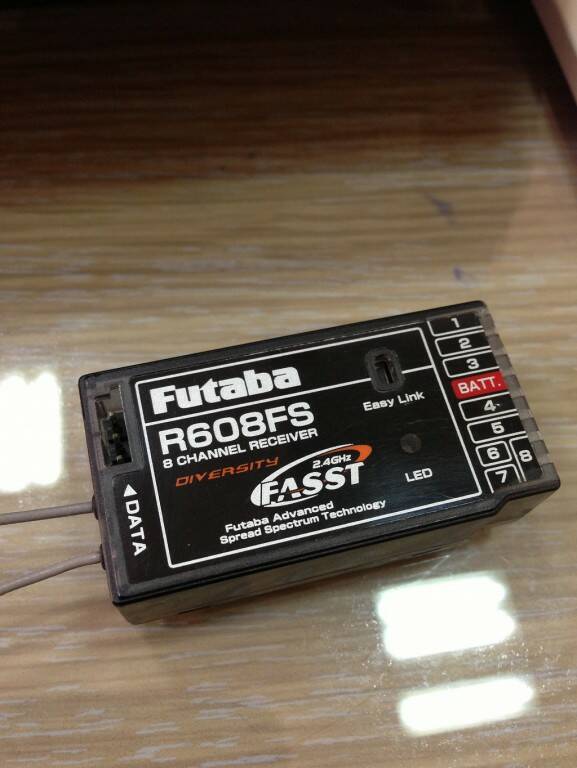 Futaba
R608FS
8 CHANNEL RECEIVER
DIVERSITY
2.4GHz
FASST
Futaba Advanced
Spread Spectrum Technology
Easy Link
LED
◀DATA
1
2
3
BATT.
4
5
6
7
8